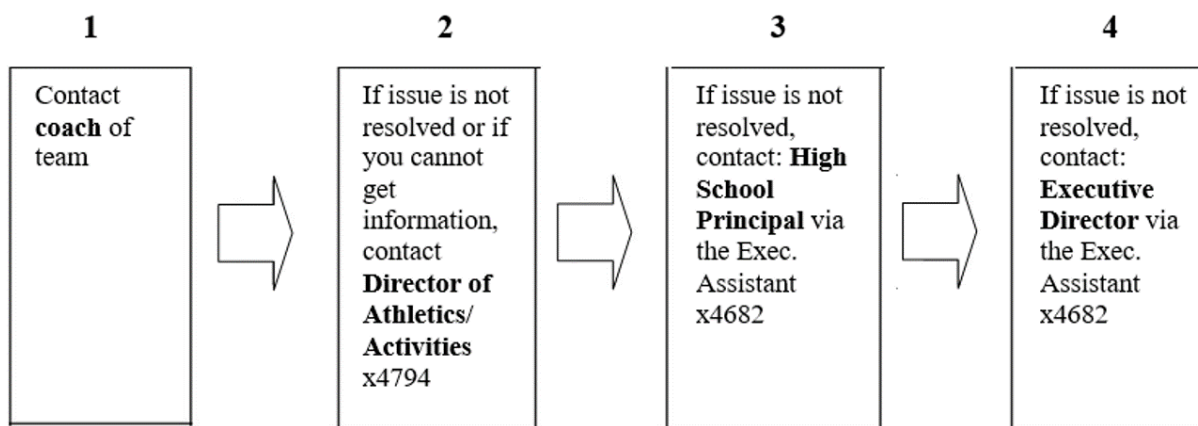 1
Contact
coach of
team
2
If issue is not
resolved or if
you cannot
get
information,
contact
Director of
Athletics/
Activities
x4794
3
If issue is not
resolved,
contact: High
School
Principal via
the Exec.
Assistant
x4682
4
If issue is not
resolved,
contact:
Executive
Director via
the Exec.
Assistant
x4682